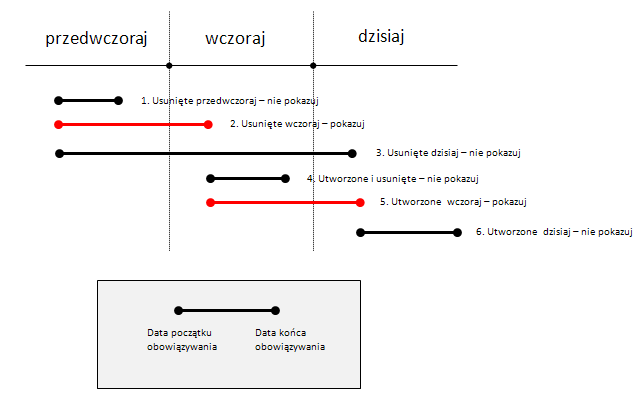 przedwczoraj wczoraj dzisiaj
1. Usunięte przedwczoraj – nie pokazuj
2. Usunięte wczoraj – pokazuj
3. Usunięte dzisiaj – nie pokazuj
4. Utworzone i usunięte – nie pokazuj
5. Utworzone wczoraj – pokazuj
6. Utworzone dzisiaj – nie pokazuj
Data początku
obowiązywania
Data końca
obowiązywania